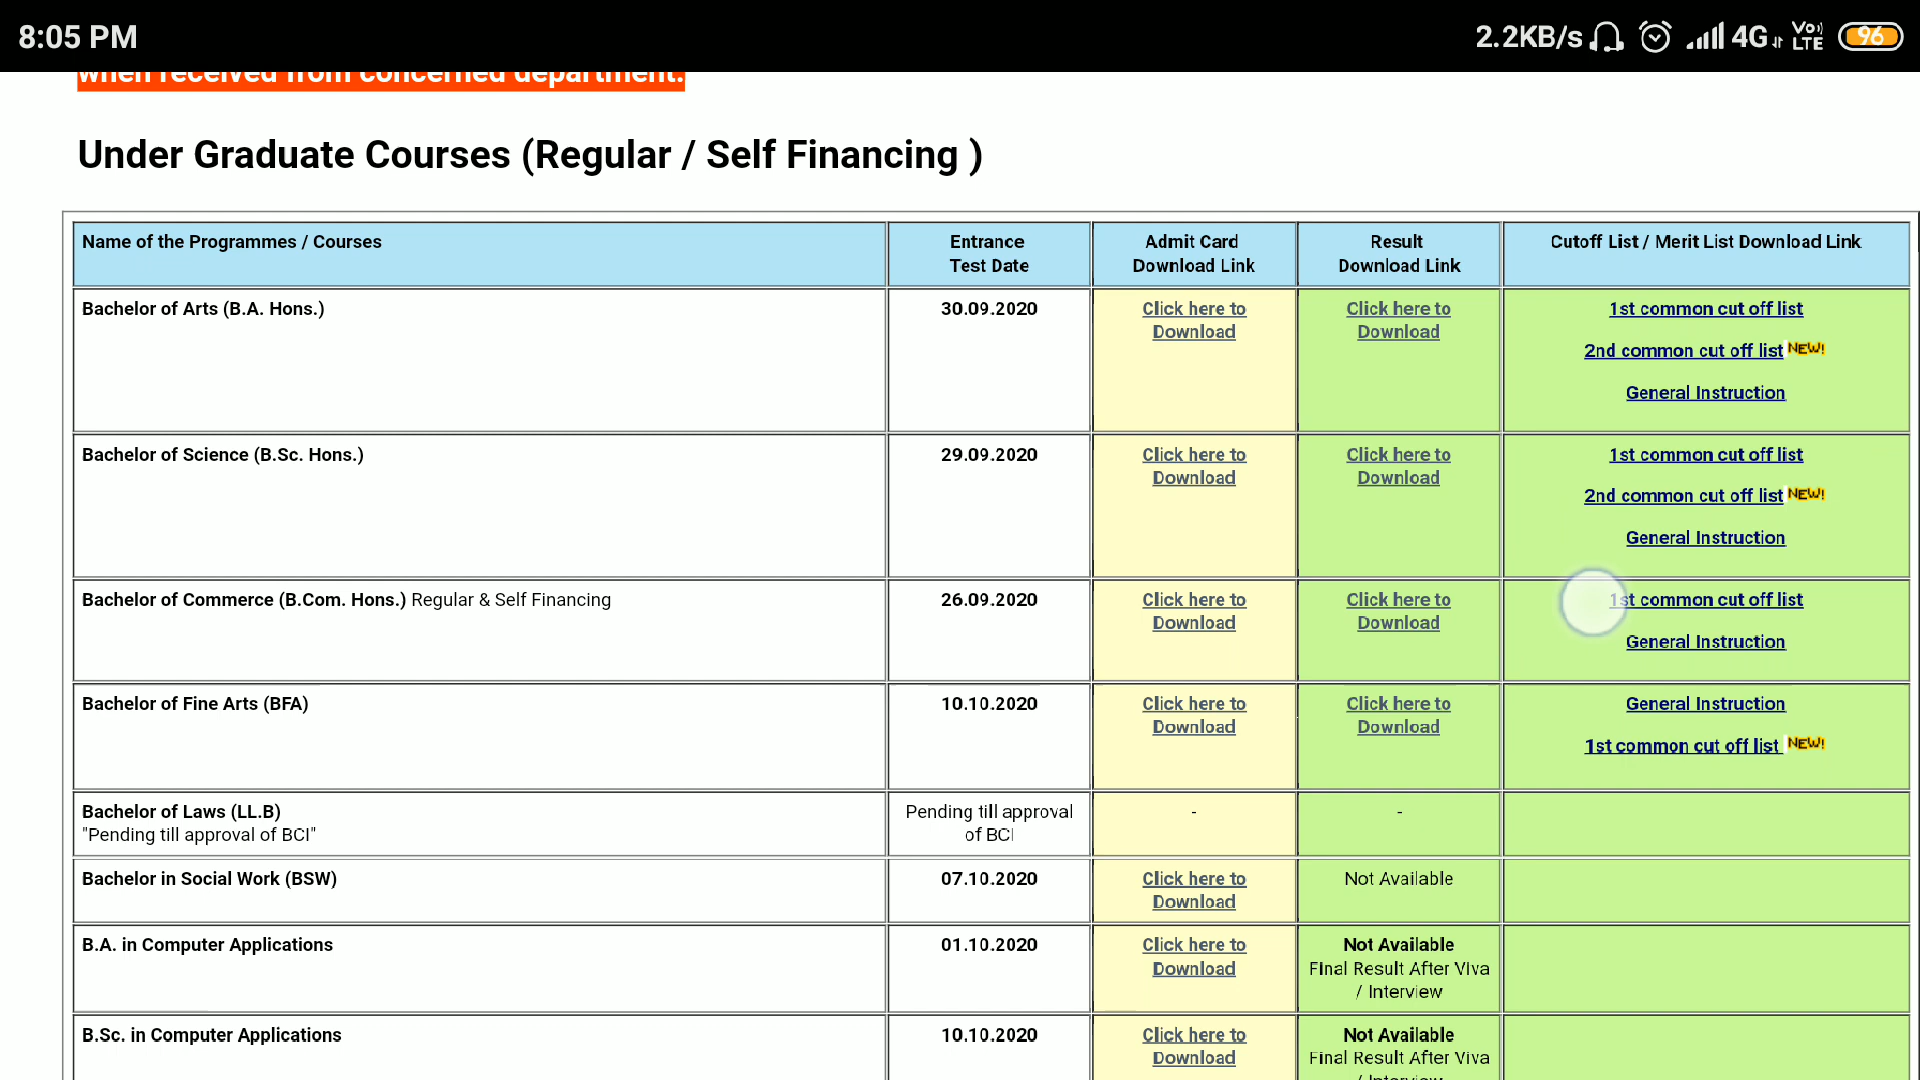 8:05 PM
2.2KB/s 4G VoLTE 96
when received from concerned department.
Under Graduate Courses (Regular / Self Financing )
Name of the Programmes / Courses
Entrance
Test Date
Admit Card
Download Link
Result
Download Link
Cutoff List / Merit List Download Link
Bachelor of Arts (B.A. Hons.)
30.09.2020
Click here to
Download
Click here to
Download
1st common cut off list
2nd common cut off list NEW!
General Instruction
Bachelor of Science (B.Sc. Hons.)
29.09.2020
Click here to
Download
Click here to
Download
1st common cut off list
2nd common cut off list NEW!
General Instruction
Bachelor of Commerce (B.Com. Hons.) Regular & Self Financing
26.09.2020
Click here to
Download
Click here to
Download
1st common cut off list
General Instruction
Bachelor of Fine Arts (BFA)
10.10.2020
Click here to
Download
Click here to
Download
General Instruction
1st common cut off list NEW!
Bachelor of Laws (LL.B)
"Pending till approval of BCI"
Pending till approval
of BCI
-
-
Bachelor in Social Work (BSW)
07.10.2020
Click here to
Download
Not Available
B.A. in Computer Applications
01.10.2020
Click here to
Download
Not Available
Final Result After Viva
/ Interview
B.Sc. in Computer Applications
10.10.2020
Click here to
Download
Not Available
Final Result After Viva
/ Interview